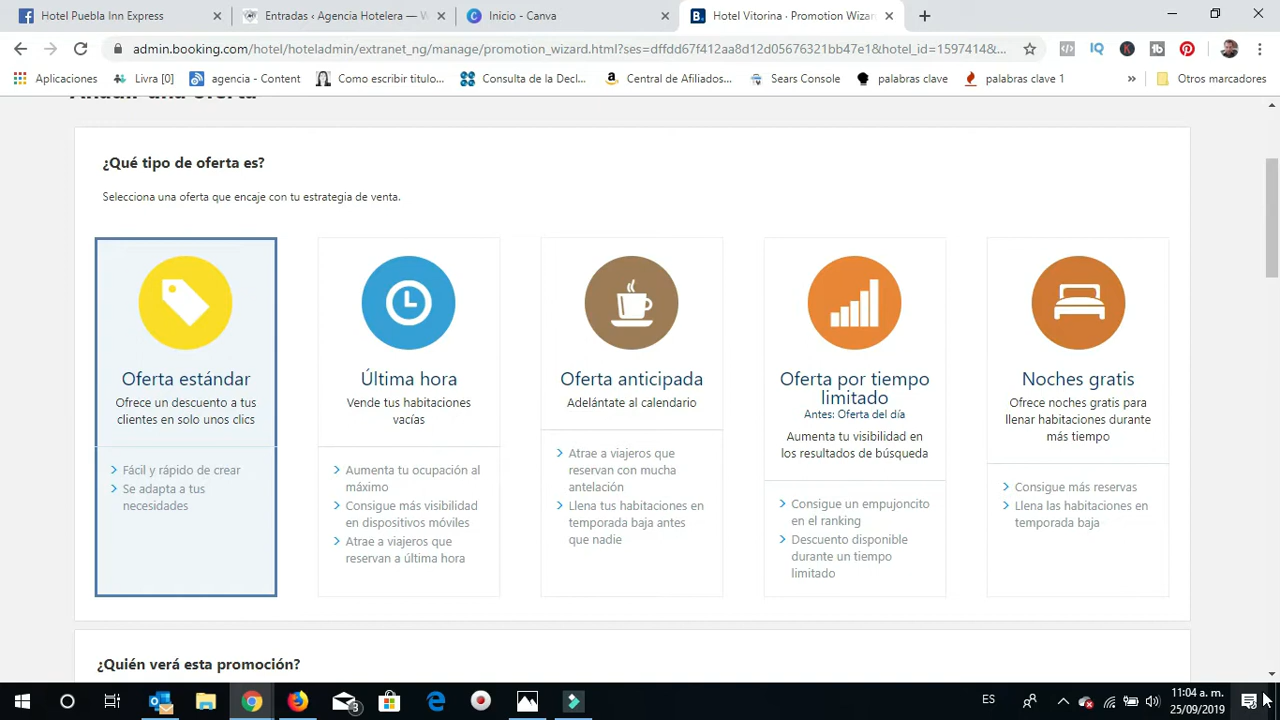 Hotel Puebla Inn Express
Entradas ‹ Agencia Hotelera — W
Inicio - Canva
Hotel Vitorina · Promotion Wizar
admin.booking.com/hotel/hoteladmin/extranet_ng/manage/promotion_wizard.html?ses=dffdd67f412aa8d12d05676321bb47e1&hotel_id=1597414&...
Aplicaciones
Livra [0]
agencia - Content
Como escribir titulo...
Consulta de la Decl...
Central de Afiliados...
Sears Console
palabras clave
palabras clave 1
»
Otros marcadores
Añadir una oferta
¿Qué tipo de oferta es?
Selecciona una oferta que encaje con tu estrategia de venta.
Oferta estándar
Ofrece un descuento a tus
clientes en solo unos clics
Fácil y rápido de crear
Se adapta a tus
necesidades
Última hora
Vende tus habitaciones
vacías
Aumenta tu ocupación al
máximo
Consigue más visibilidad
en dispositivos móviles
Atrae a viajeros que
reservan a última hora
Oferta anticipada
Adelántate al calendario
Atrae a viajeros que
reservan con mucha
antelación
Llena tus habitaciones en
temporada baja antes
que nadie
Oferta por tiempo
limitado
Antes: Oferta del día
Aumenta tu visibilidad en
los resultados de búsqueda
Consigue un empujoncito
en el ranking
Descuento disponible
durante un tiempo
limitado
Noches gratis
Ofrece noches gratis para
llenar habitaciones durante
más tiempo
Consigue más reservas
Llena las habitaciones en
temporada baja
¿Quién verá esta promoción?
3
ES
11:04 a. m.
25/09/2019